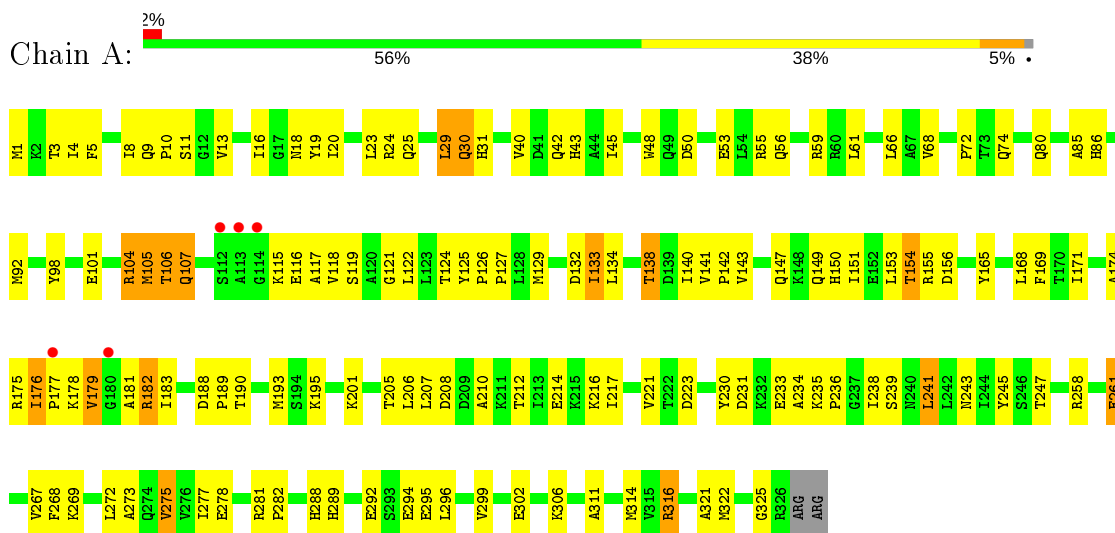 2%
Chain A:
56% 38% 5% •
M1 K2 T3 I4 F5 I8 Q9 P10 S11 G12 V13 I16 G17 N18 Y19 I20 L23 R24 Q25 L29 Q30 H31 V40 D41 Q42 H43 A44 I45 W48 Q49 D50 E53 L54 R55 Q56 R59 R60 L61 L66 A67 V68 P72 T73 Q74 Q80 A85 H86
M92 Y98 E101 R104 M105 T106 Q107 S112 A113 G114 K115 E116 A117 V118 S119 A120 G121 L122 L123 T124 Y125 P126 P127 L128 M129 D132 I133 L134 T138 D139 I140 V141 P142 V143 Q147 K148 Q149 H150 I151 E152 L153 T154 R155 D156 Y165 L168 F169 T170 I171 A174
R175 I176 P177 K178 V179 G180 A181 R182 I183 D188 P189 T190 M193 S194 K195 K201 T205 L206 L207 D208 D209 A210 K211 T212 I213 E214 K215 K216 I217 V221 T222 D223 Y230 D231 K232 E233 A234 K235 P236 G237 I238 S239 N240 L241 L242 N243 I244 Y245 S246 T247 R258 E261
V267 F268 K269 L272 A273 Q274 V275 V276 I277 E278 R281 P282 H288 H289 E292 S293 E294 E295 L296 V299 E302 K306 A311 M314 V315 R316 A321 M322 G325 R326 ARG ARG